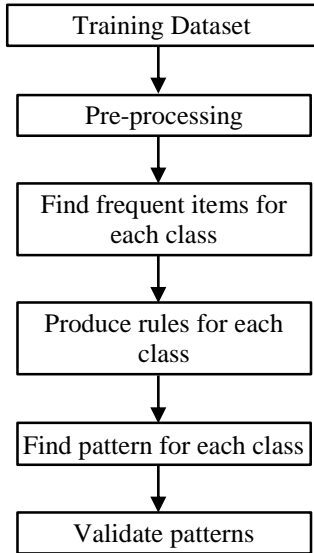 Training Dataset
Pre-processing
Find frequent items for
each class
Produce rules for each
class
Find pattern for each class
Validate patterns